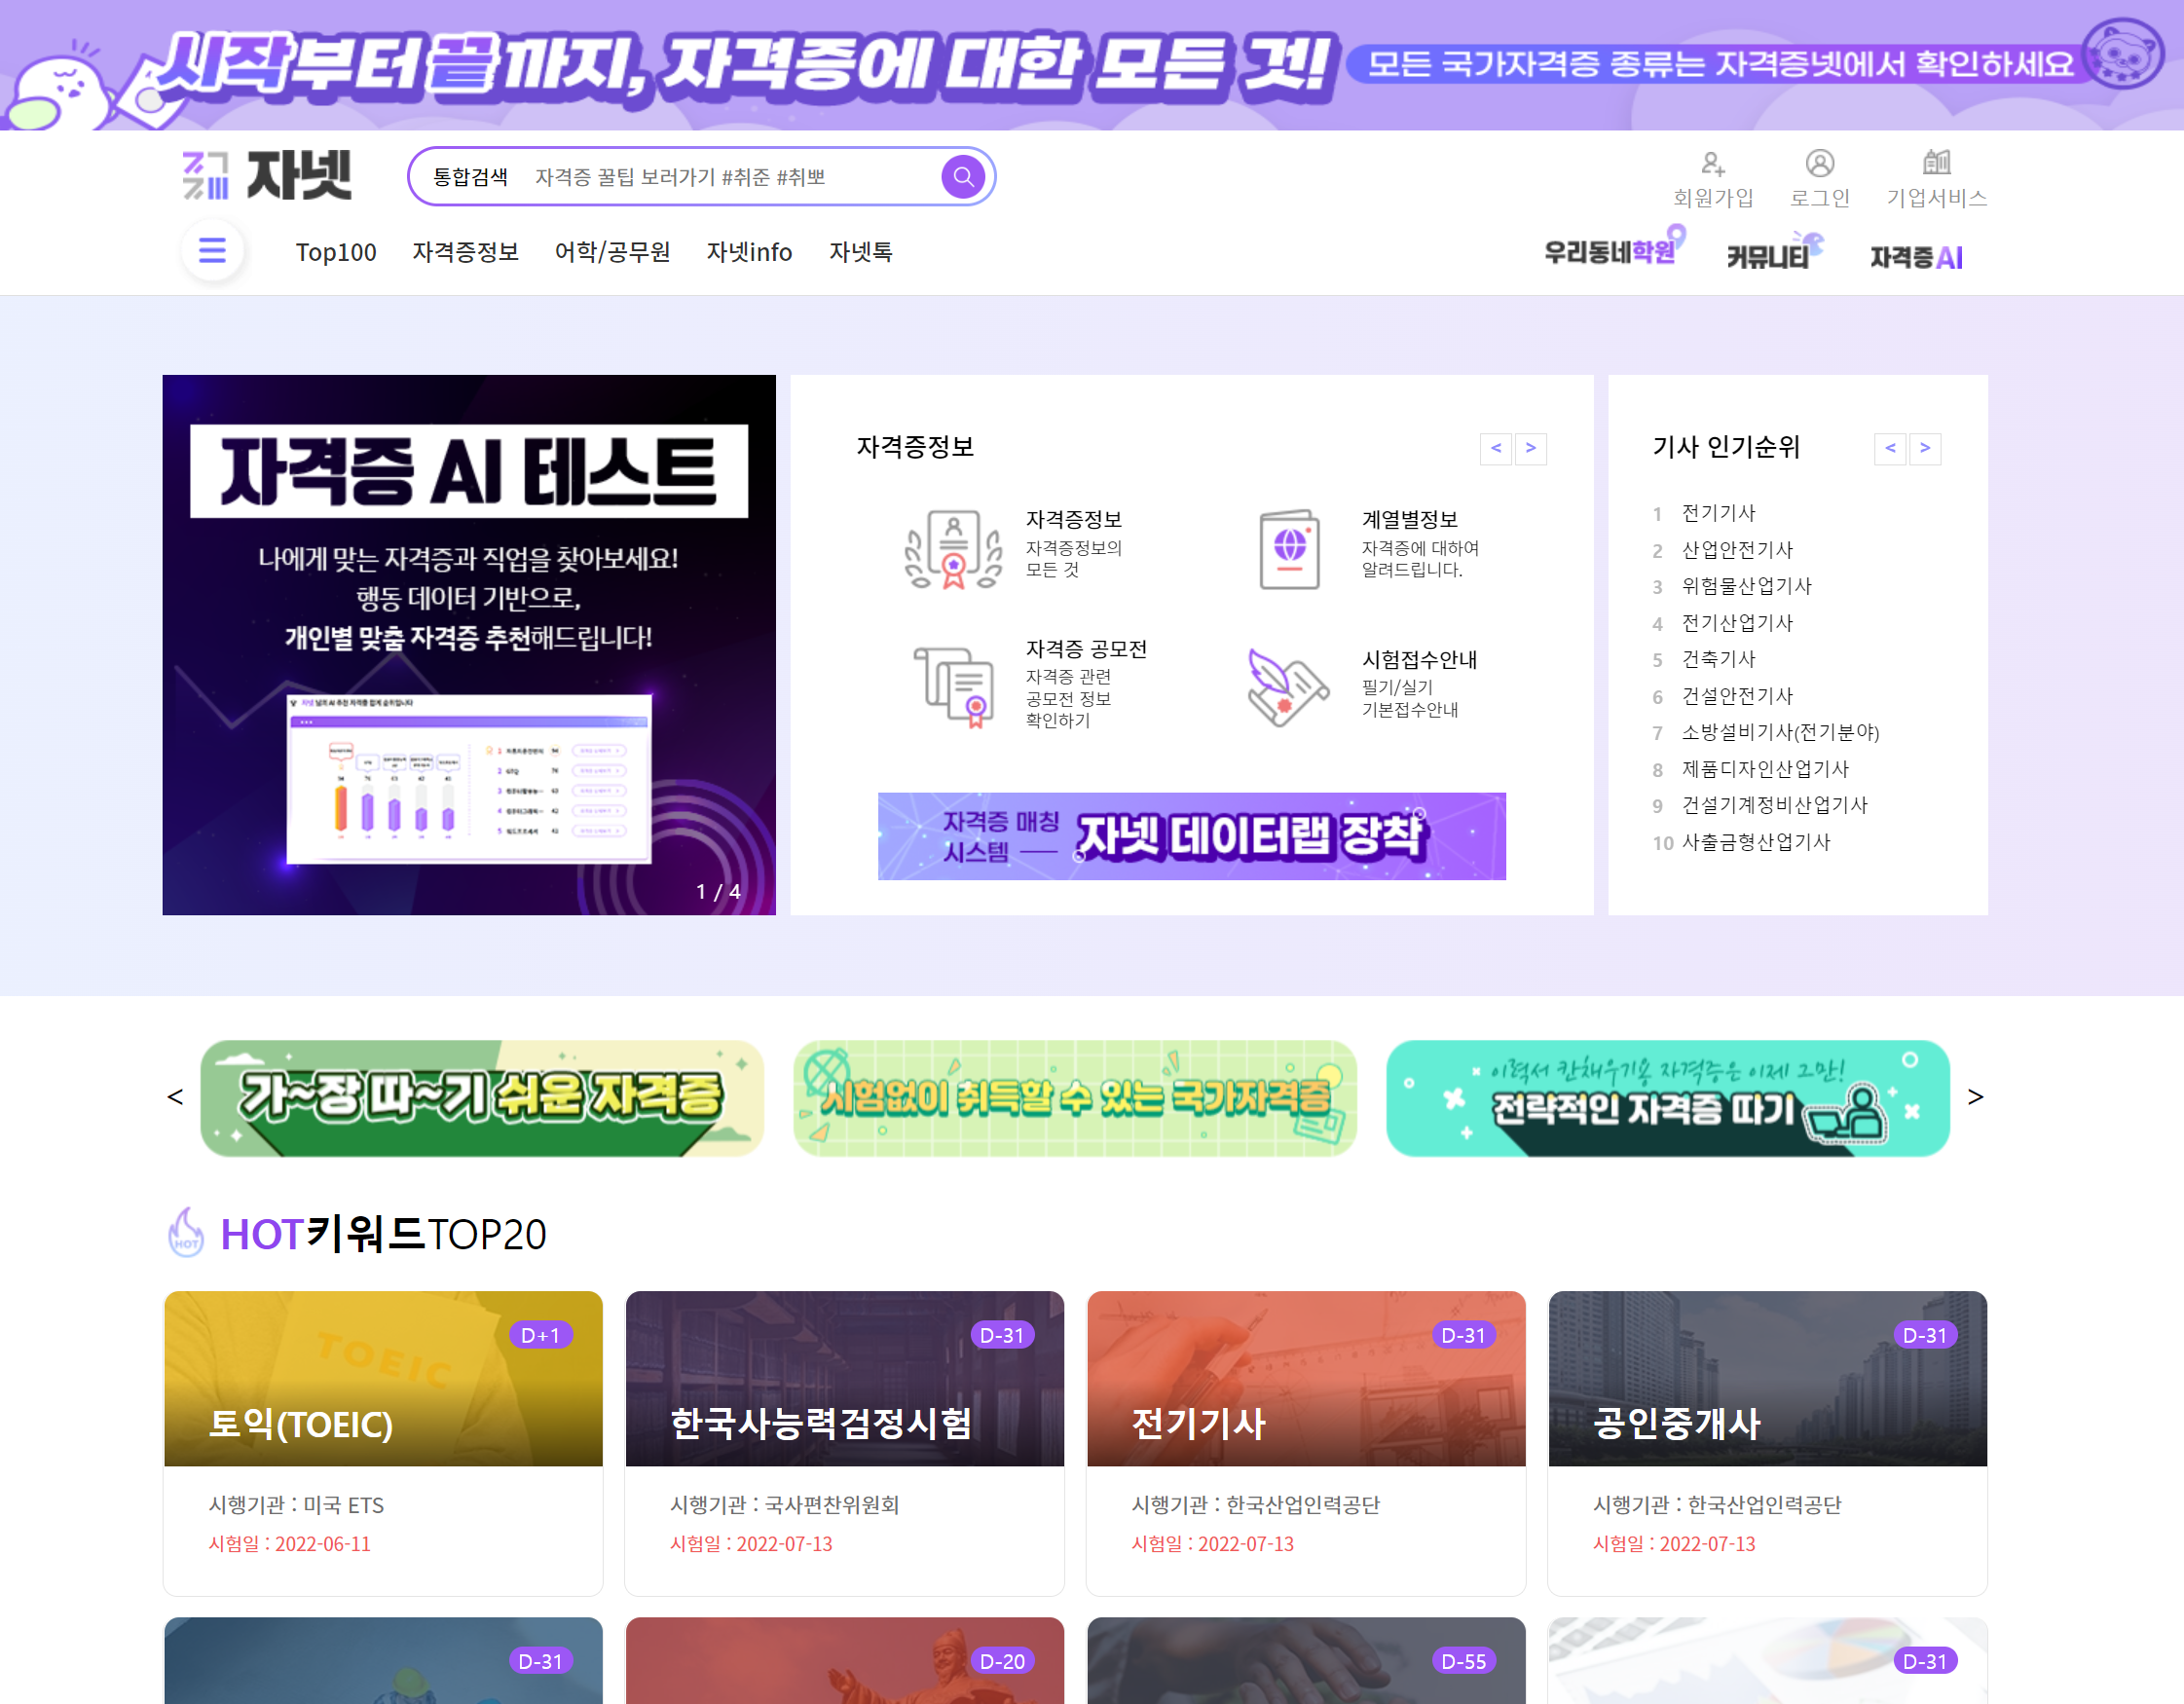 시작부터 끝까지, 자격증에 대한 모든 것!
모든 국가자격증 종류는 자격증넷에서 확인하세요
자넷
통합검색
자격증 꿀팁 보러가기 #취준 #취뽀
회원가입
로그인
기업서비스
Top100
자격증정보
어학/공무원
자넷info
자넷톡
우리동네학원
커뮤니티
자격증AI
자격증 AI 테스트
나에게 맞는 자격증과 직업을 찾아보세요!
행동 데이터 기반으로,
개인별 맞춤 자격증 추천해드립니다!
1 / 4
자격증정보
< >
자격증정보
자격증정보의
모든 것
계열별정보
자격증에 대하여
알려드립니다.
자격증 공모전
자격증 관련
공모전 정보
확인하기
시험접수안내
필기/실기
기본접수안내
자격증 매칭
시스템
자넷 데이터랩 장착
기사 인기순위
< >
1 전기기사
2 산업안전기사
3 위험물산업기사
4 전기산업기사
5 건축기사
6 건설안전기사
7 소방설비기사(전기분야)
8 제품디자인산업기사
9 건설기계정비산업기사
10 사출금형산업기사
<
가~장 따~기 쉬운 자격증
시험없이 취득할 수 있는 국가자격증
이력서 칸채우기용 자격증은 이제 그만!
전략적인 자격증 따기
>
HOT
HOT키워드TOP20
TOEIC
D+1
토익(TOEIC)
시행기관 : 미국 ETS
시험일 : 2022-06-11
D-31
한국사능력검정시험
시행기관 : 국사편찬위원회
시험일 : 2022-07-13
D-31
전기기사
시행기관 : 한국산업인력공단
시험일 : 2022-07-13
D-31
공인중개사
시행기관 : 한국산업인력공단
시험일 : 2022-07-13
D-31
D-20
D-55
D-31